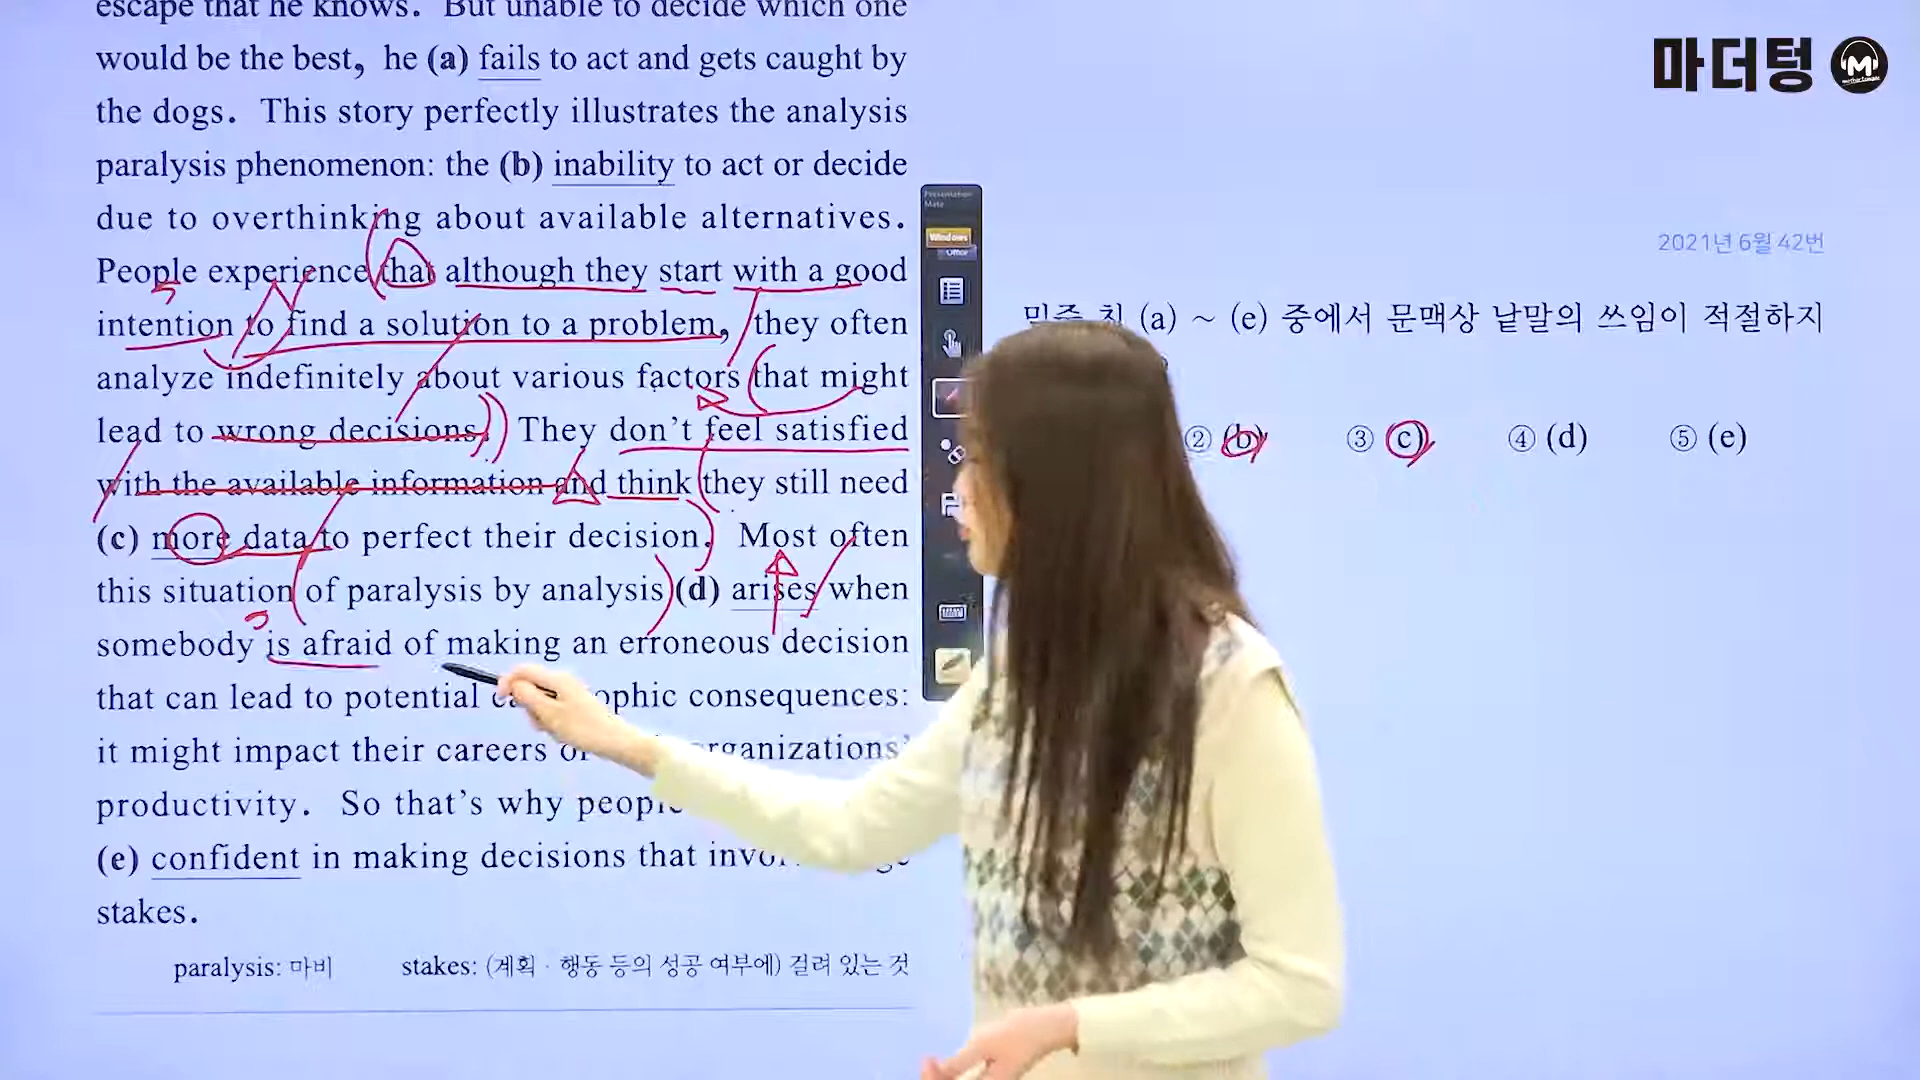 escape that he knows. But unable to decide which one
would be the best, he (a) fails to act and gets caught by
the dogs. This story perfectly illustrates the analysis
paralysis phenomenon: the (b) inability to act or decide
due to overthinking about available alternatives.
People experience that although they start with a good
intention to find a solution to a problem, they often
analyze indefinitely about various factors that might
lead to wrong decisions. They don't feel satisfied
with the available information and think they still need
(c) more data to perfect their decision. Most often
this situation of paralysis by analysis (d) arises when
somebody is afraid of making an erroneous decision
that can lead to potential consequences:
it might impact their careers organizations'
productivity. So that's why
(e) confident in making decisions that
stakes.
paralysis: 마비 stakes: (계획 · 행동 등의 성공 여부에) 걸려 있는 것
마더텅
M
Presentation
Mate
Windows
Office
2021년 6월 42번
밑줄 친 (a) ~ (e) 중에서 문맥상 낱말의 쓰임이 적절하지
② (b) ③ (c) ④ (d) ⑤ (e)